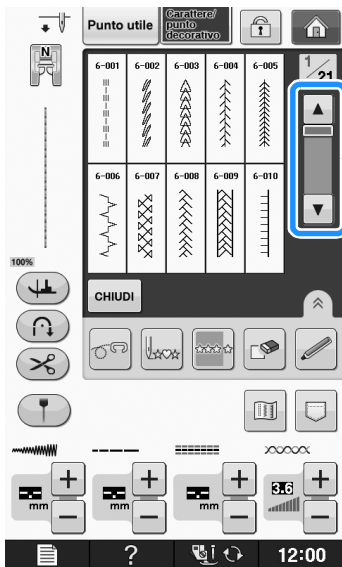 Punto utile
Carattere/
punto
decorativo
N
6-001 6-002 6-003 6-004 6-005
1/21
6-006 6-007 6-008 6-009 6-010
100%
CHIUDI
mm mm mm 3.6
? 12:00